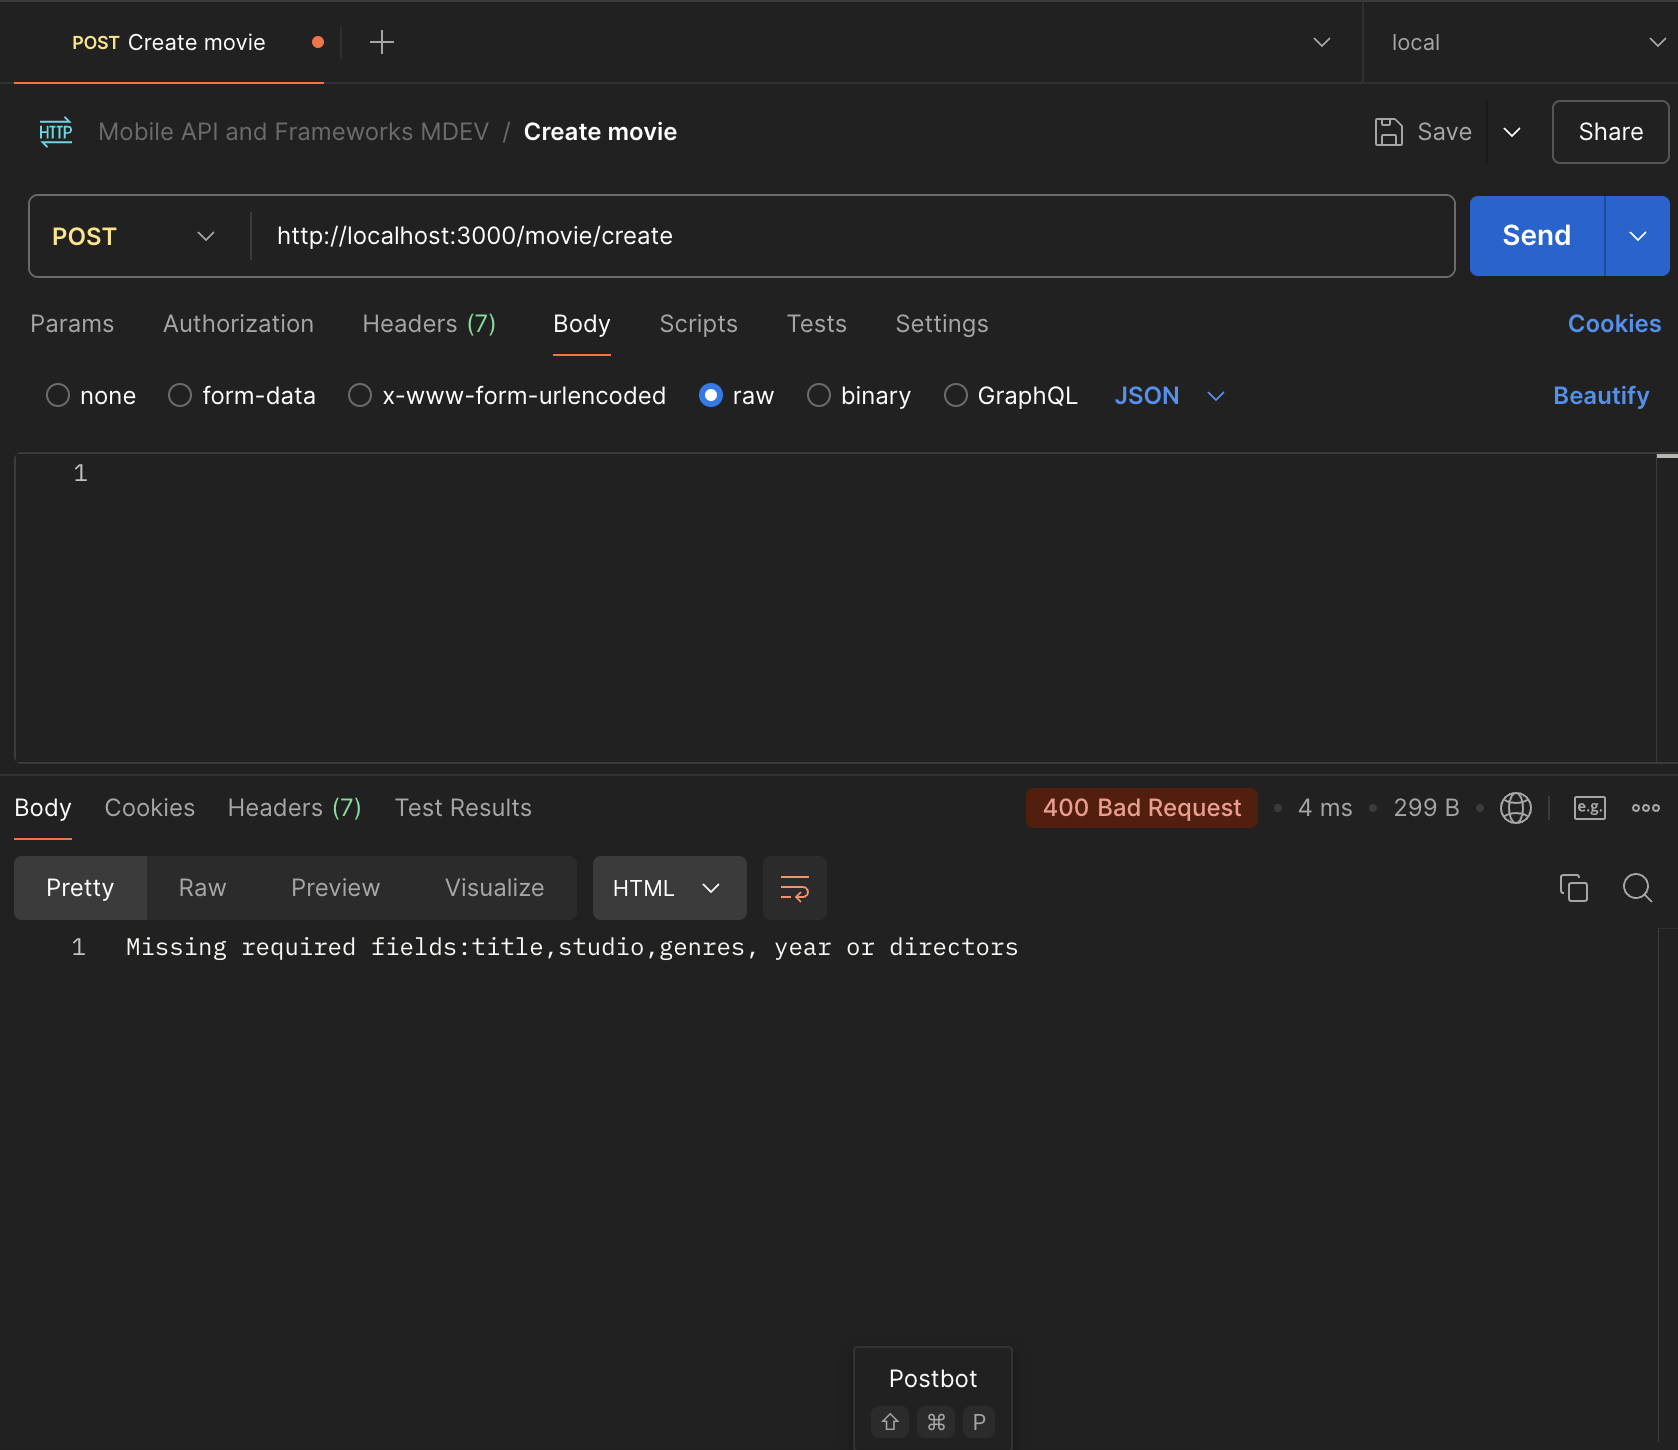 POST Create movie
local
HTTP Mobile API and Frameworks MDEV / Create movie
Save
Share
POST http://localhost:3000/movie/create
Send
Params Authorization Headers (7) Body Scripts Tests Settings Cookies
none form-data x-www-form-urlencoded raw binary GraphQL JSON Beautify
1
Body Cookies Headers (7) Test Results 400 Bad Request • 4 ms • 299 B • e.g.
Pretty Raw Preview Visualize HTML
1 Missing required fields:title,studio,genres, year or directors
Postbot
⇧ ⌘ P